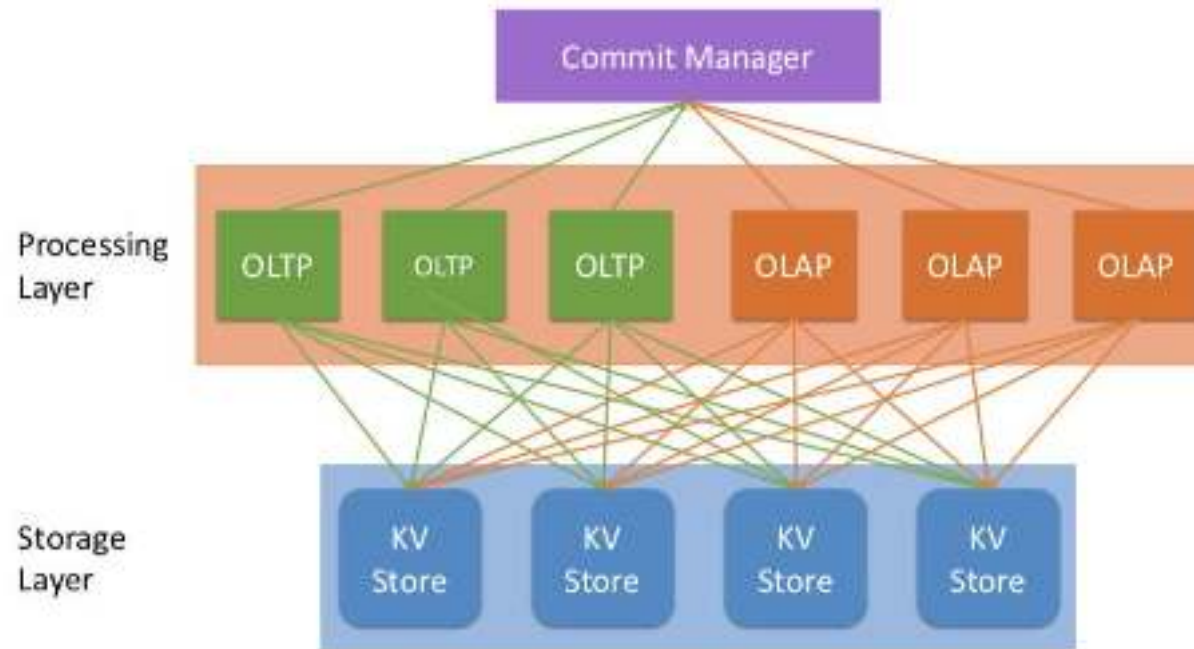 Commit Manager
Processing
Layer
OLTP
OLTP
OLTP
OLAP
OLAP
OLAP
Storage
Layer
KV
Store
KV
Store
KV
Store
KV
Store